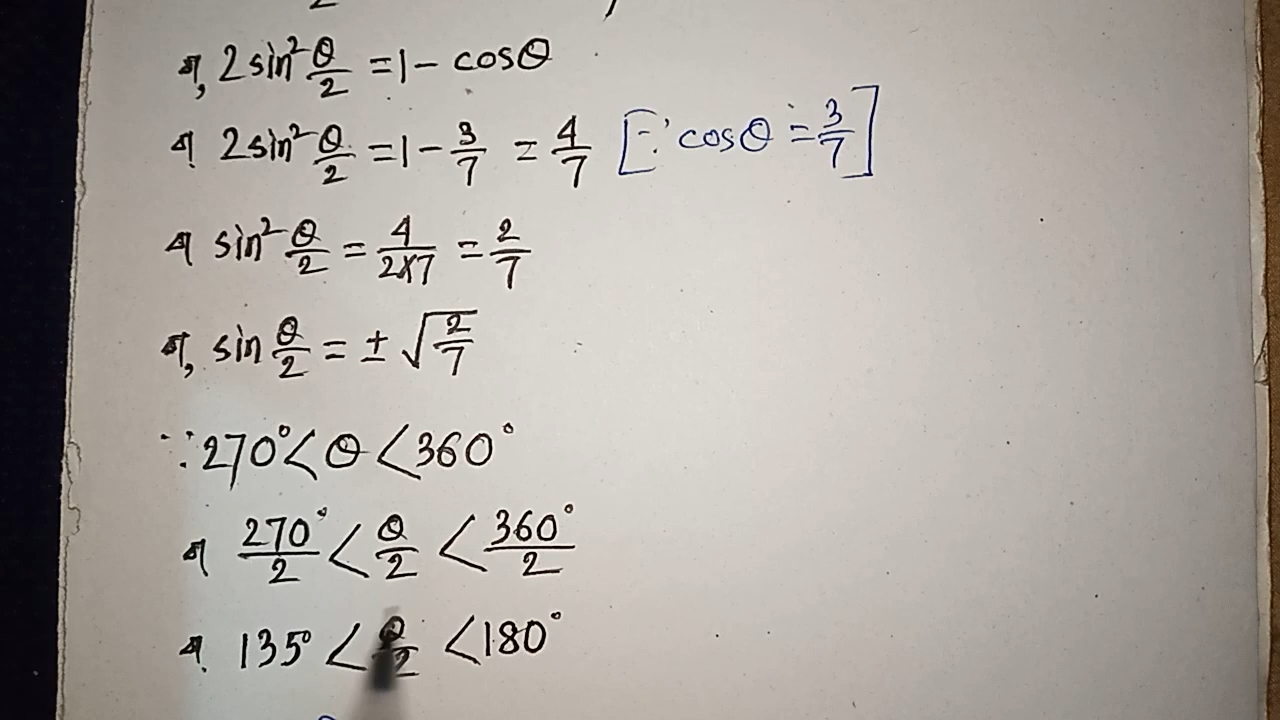 বা, 2sin²θ/2 = 1 - cosθ
বা 2sin²θ/2 = 1 - 3/7 = 4/7 [∵ cosθ = 3/7]
বা sin²θ/2 = 4/2×7 = 2/7
বা, sin θ/2 = ± √2/7
∵ 270° < θ < 360°
বা 270°/2 < θ/2 < 360°/2
বা 135° < θ/2 < 180°